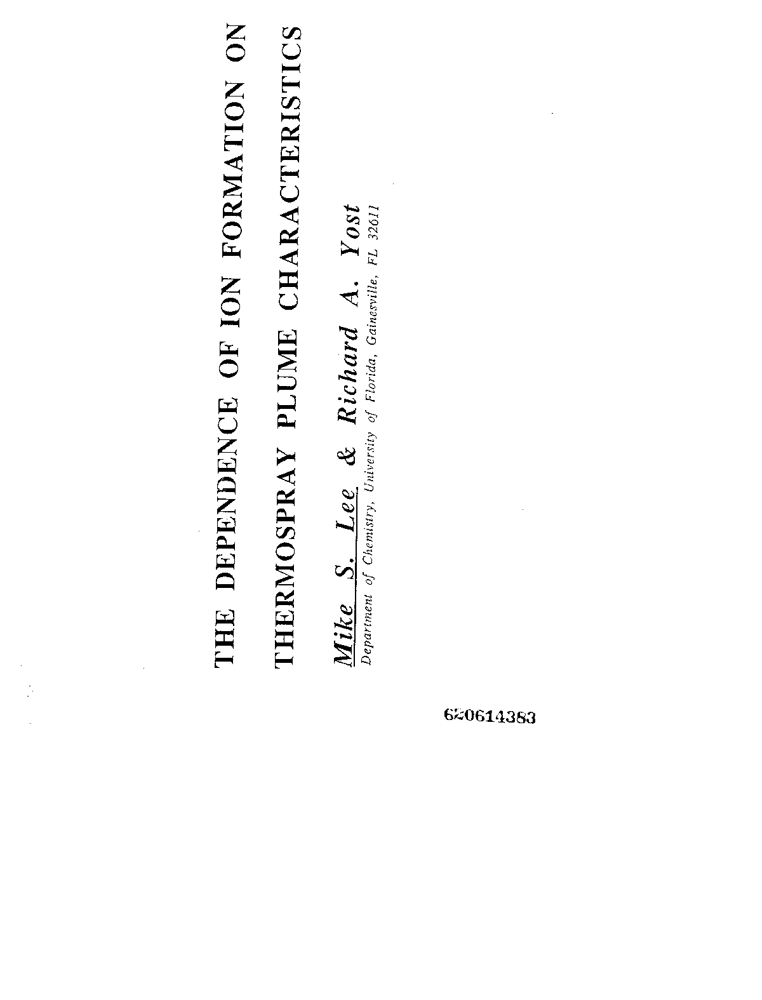 THE DEPENDENCE OF ION FORMATION ON
THERMOSPRAY PLUME CHARACTERISTICS
Mike S. Lee & Richard A. Yost
Department of Chemistry, University of Florida, Gainesville, FL 32611
620614383